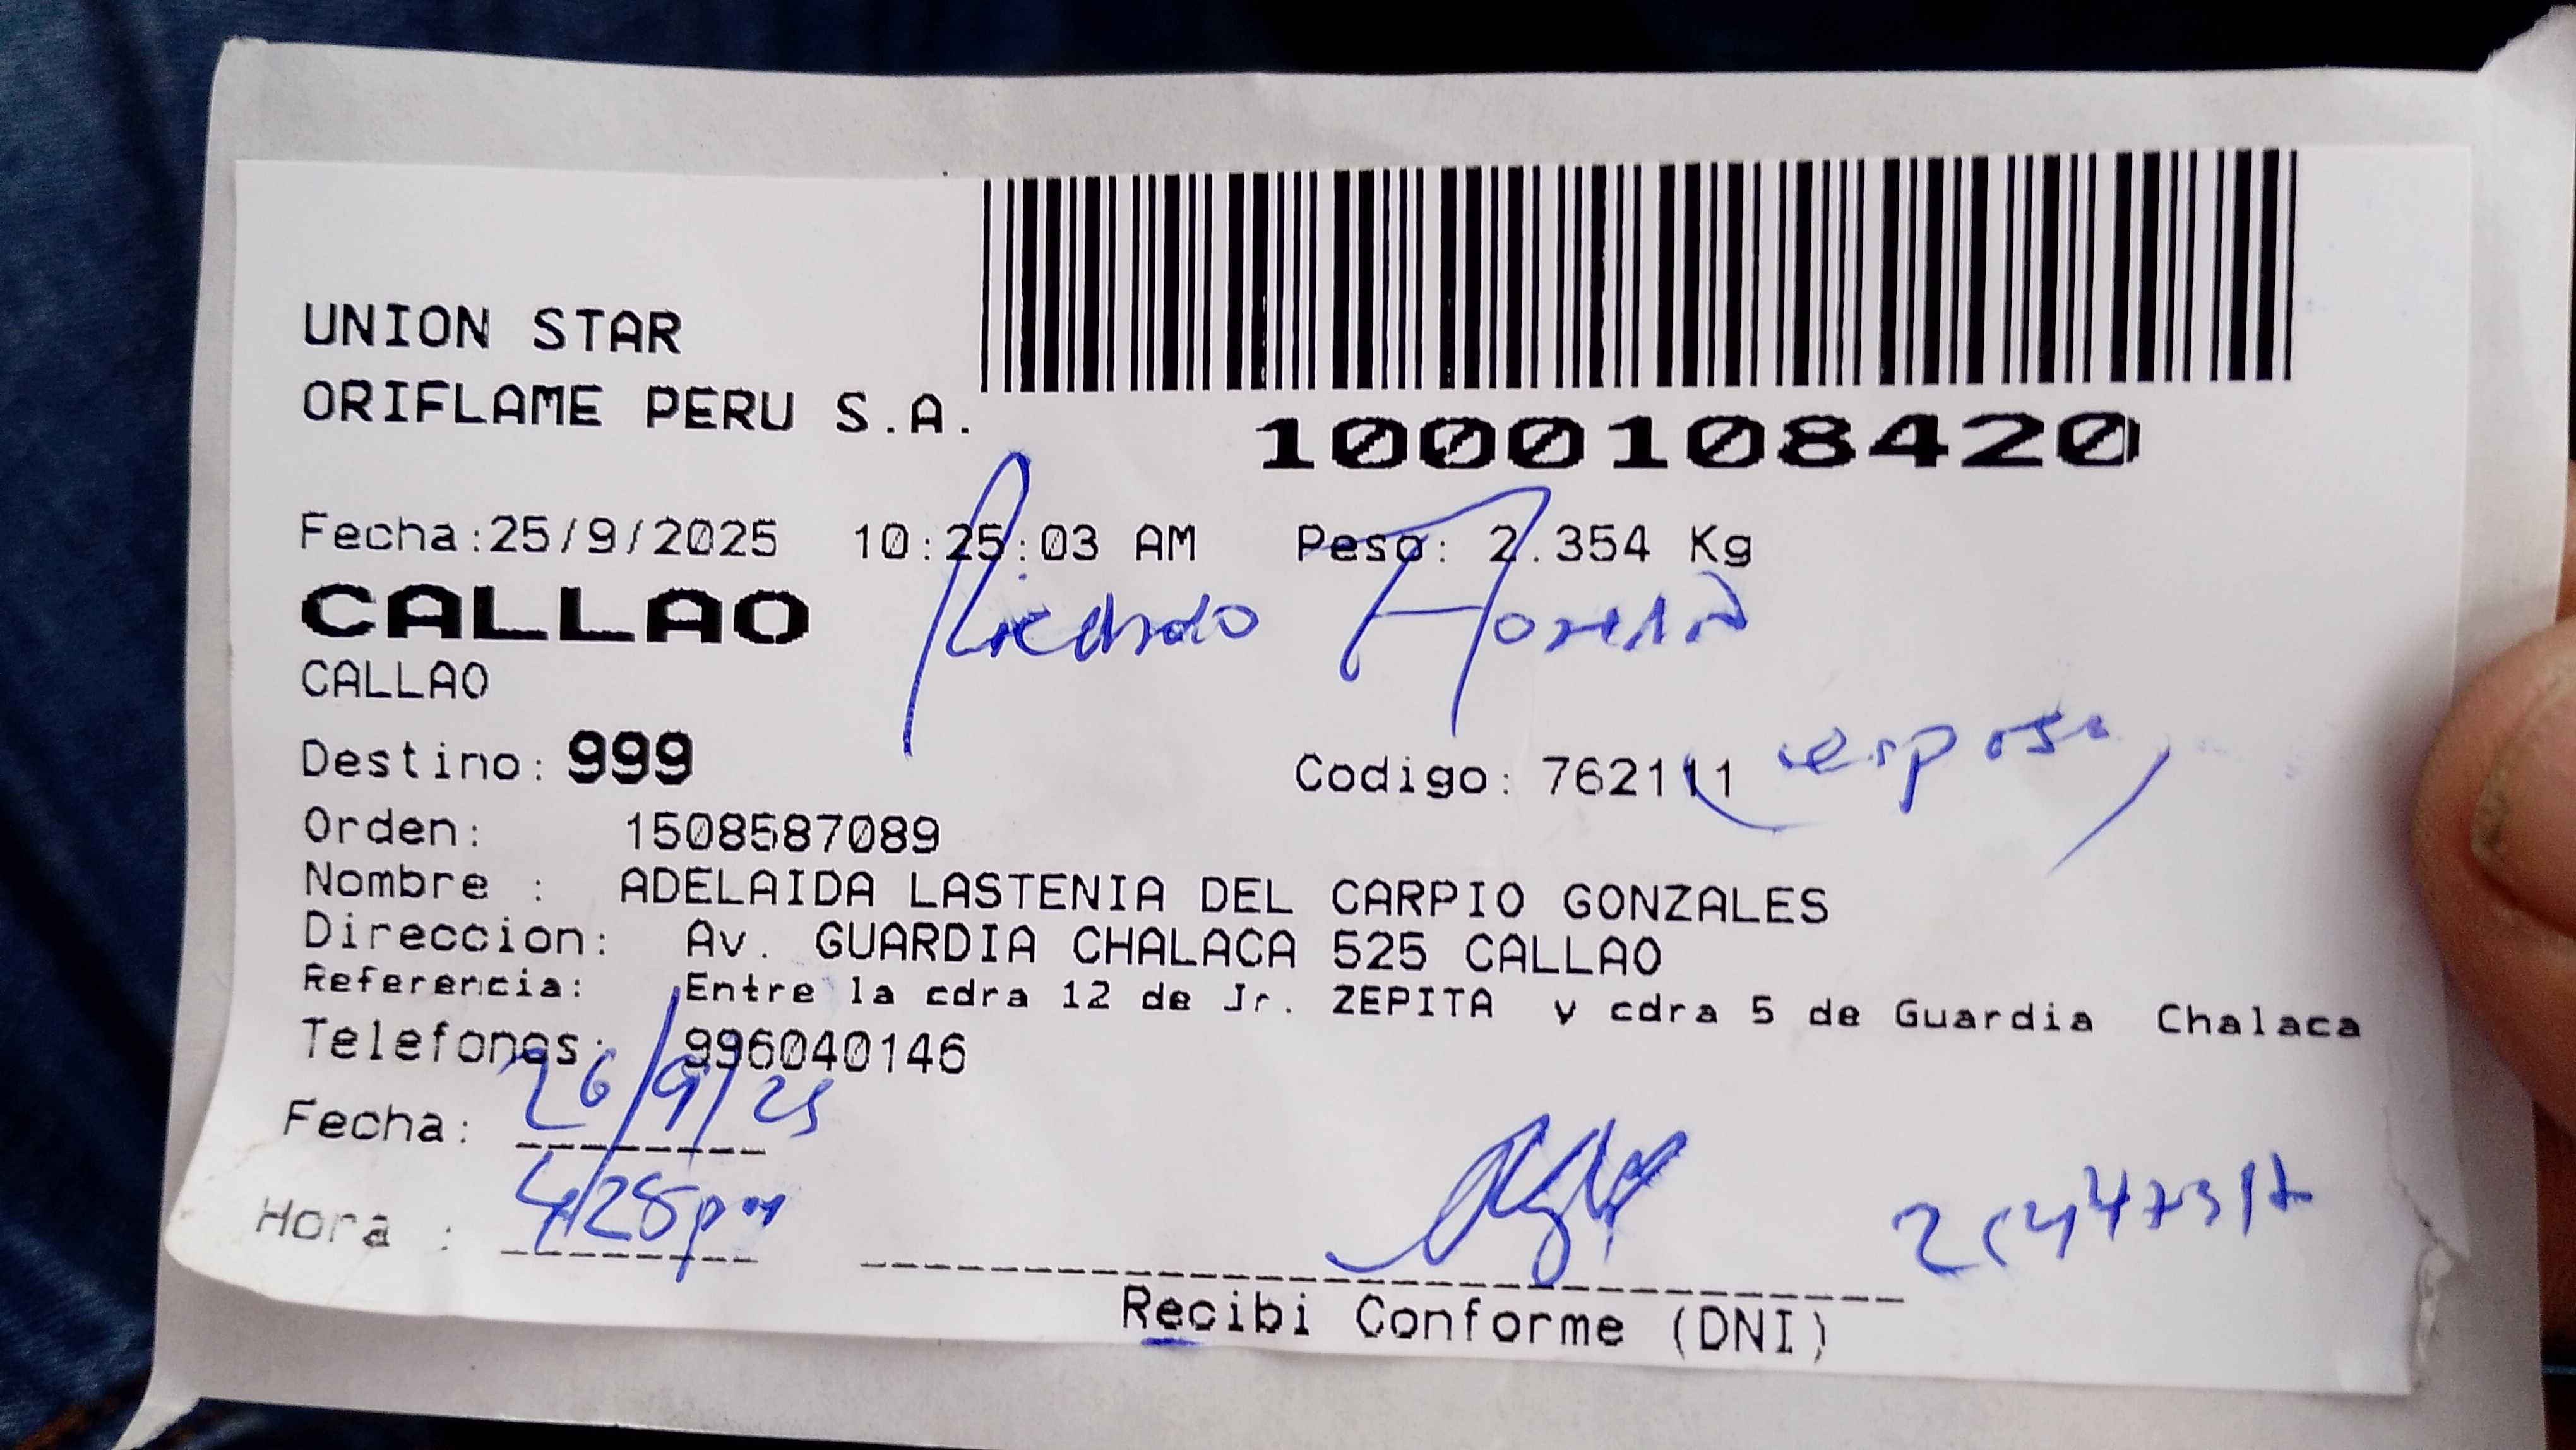 UNION STAR
ORIFLAME PERU S.A.
1000108420
Fecha:25/9/2025 10:25:03 AM Peso: 2.354 Kg
CALLAO
Ricardo
CALLAO
Destino: 999
Codigo: 762111
Orden: 1508587089
Nombre : ADELAIDA LASTENIA DEL CARPIO GONZALES
Direccion: Av. GUARDIA CHALACA 525 CALLAO
Referencia: Entre la cdra 12 de Jr. ZEPITA y cdra 5 de Guardia Chalaca
Telefonos: 996040146
Fecha: 26/9/25
Hora : 4/28pm
Recibi Conforme (DNI)